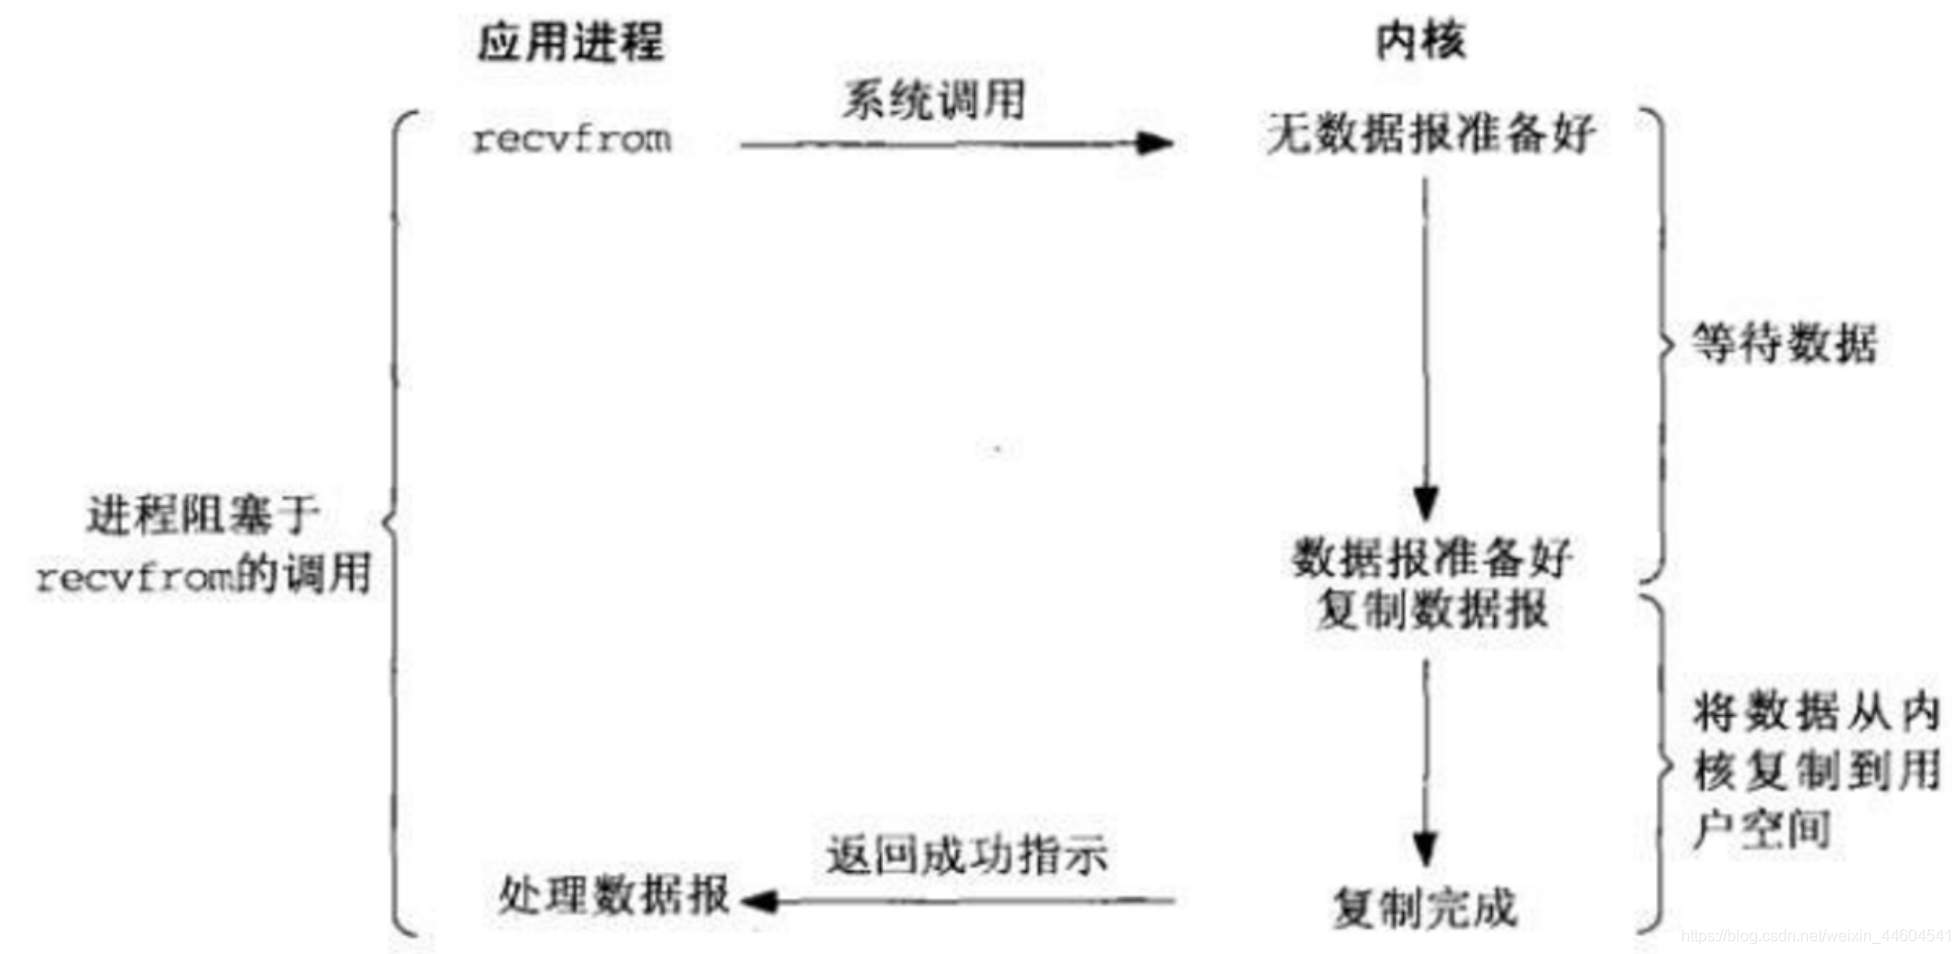 应用进程
内核
系统调用
recvfrom
无数据报准备好
等待数据
进程阻塞于
recvfrom的调用
数据报准备好
复制数据报
将数据从内
核复制到用
户空间
返回成功指示
处理数据报
复制完成
https://blog.csdn.net/weixin_44604541